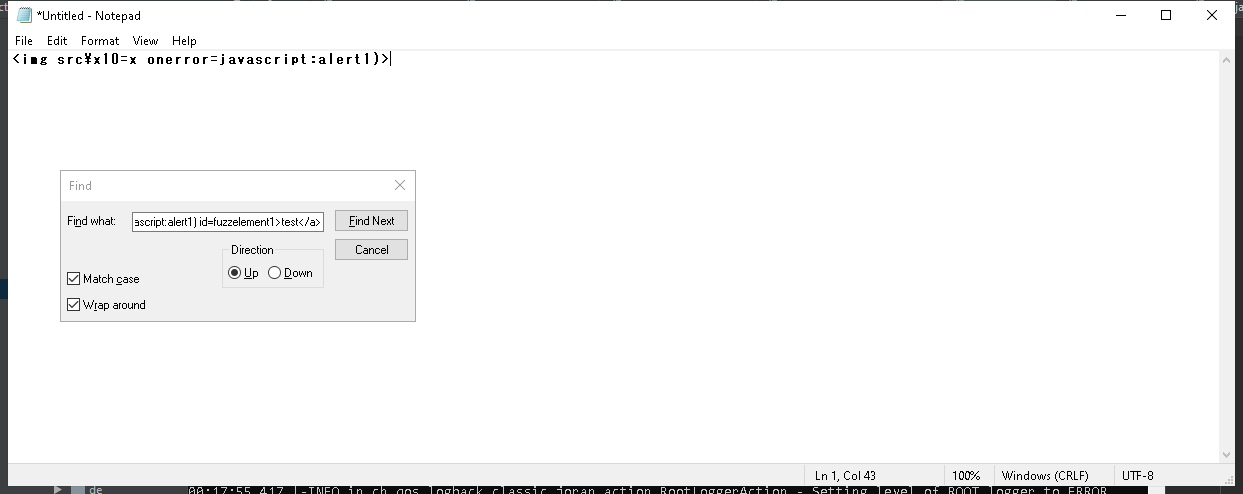 *Untitled - Notepad
File Edit Format View Help
<img src¥x10=x onerror=javascript:alert1)>
Find
Find what: ascript:alert1) id=fuzzelement1>test</a> Find Next
Direction Cancel
Up Down
Match case
Wrap around
Ln 1, Col 43 100% Windows (CRLF) UTF-8
de 00:17:55,417 |-INFO in ch.qos.logback.classic.joran.action.RootLoggerAction - Setting level of ROOT logger to ERROR